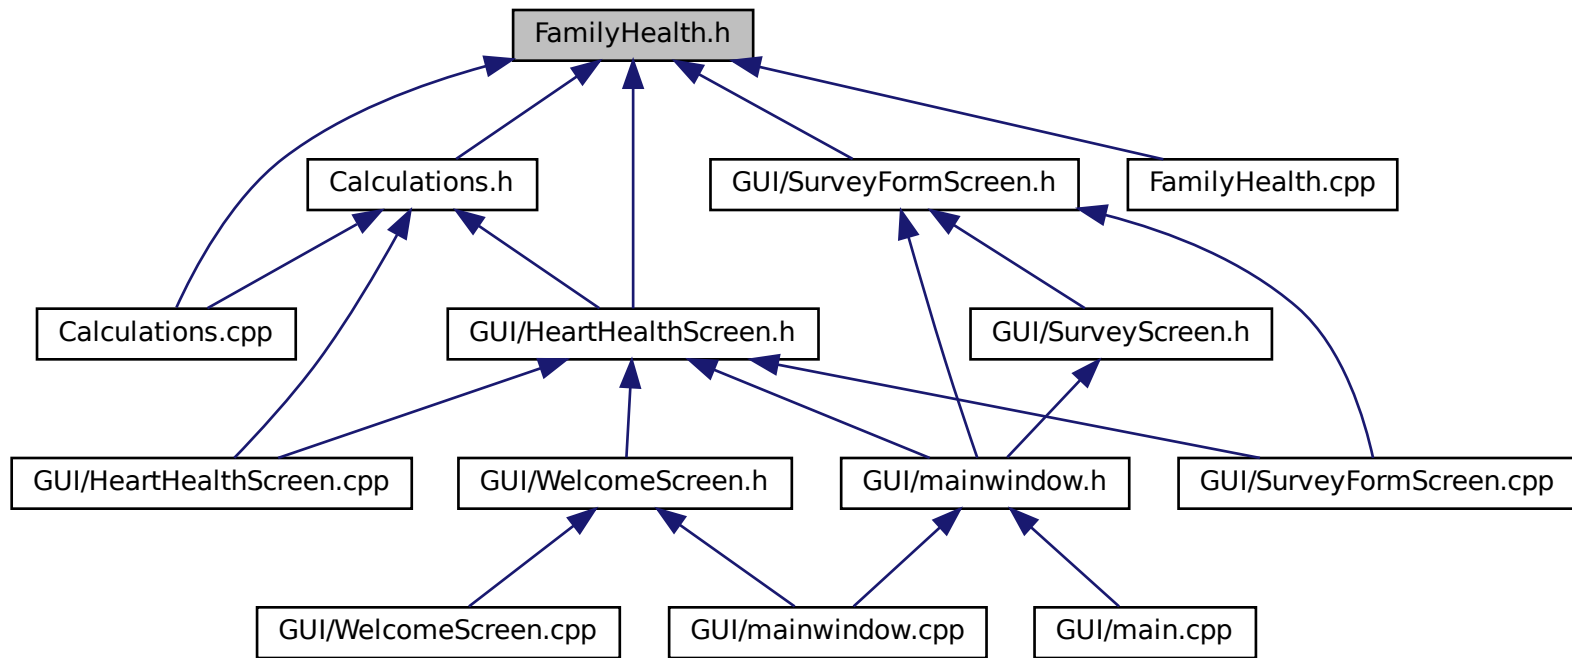 FamilyHealth.h
Calculations.h
GUI/SurveyFormScreen.h
FamilyHealth.cpp
Calculations.cpp
GUI/HeartHealthScreen.h
GUI/SurveyScreen.h
GUI/HeartHealthScreen.cpp
GUI/WelcomeScreen.h
GUI/mainwindow.h
GUI/SurveyFormScreen.cpp
GUI/WelcomeScreen.cpp
GUI/mainwindow.cpp
GUI/main.cpp